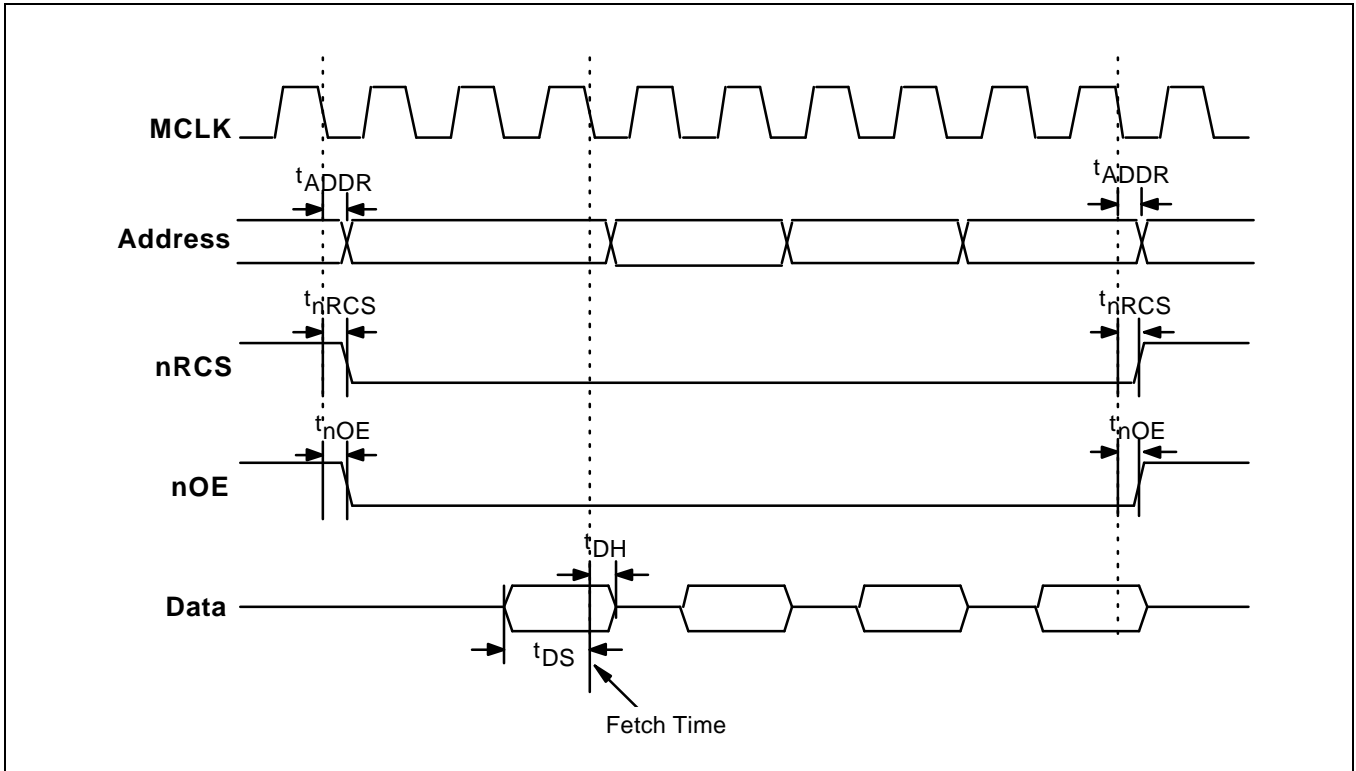 MCLK
tADDR tADDR
Address
tnRCS tnRCS
nRCS
tnOE tnOE
nOE
tDH
Data
tDS
Fetch Time